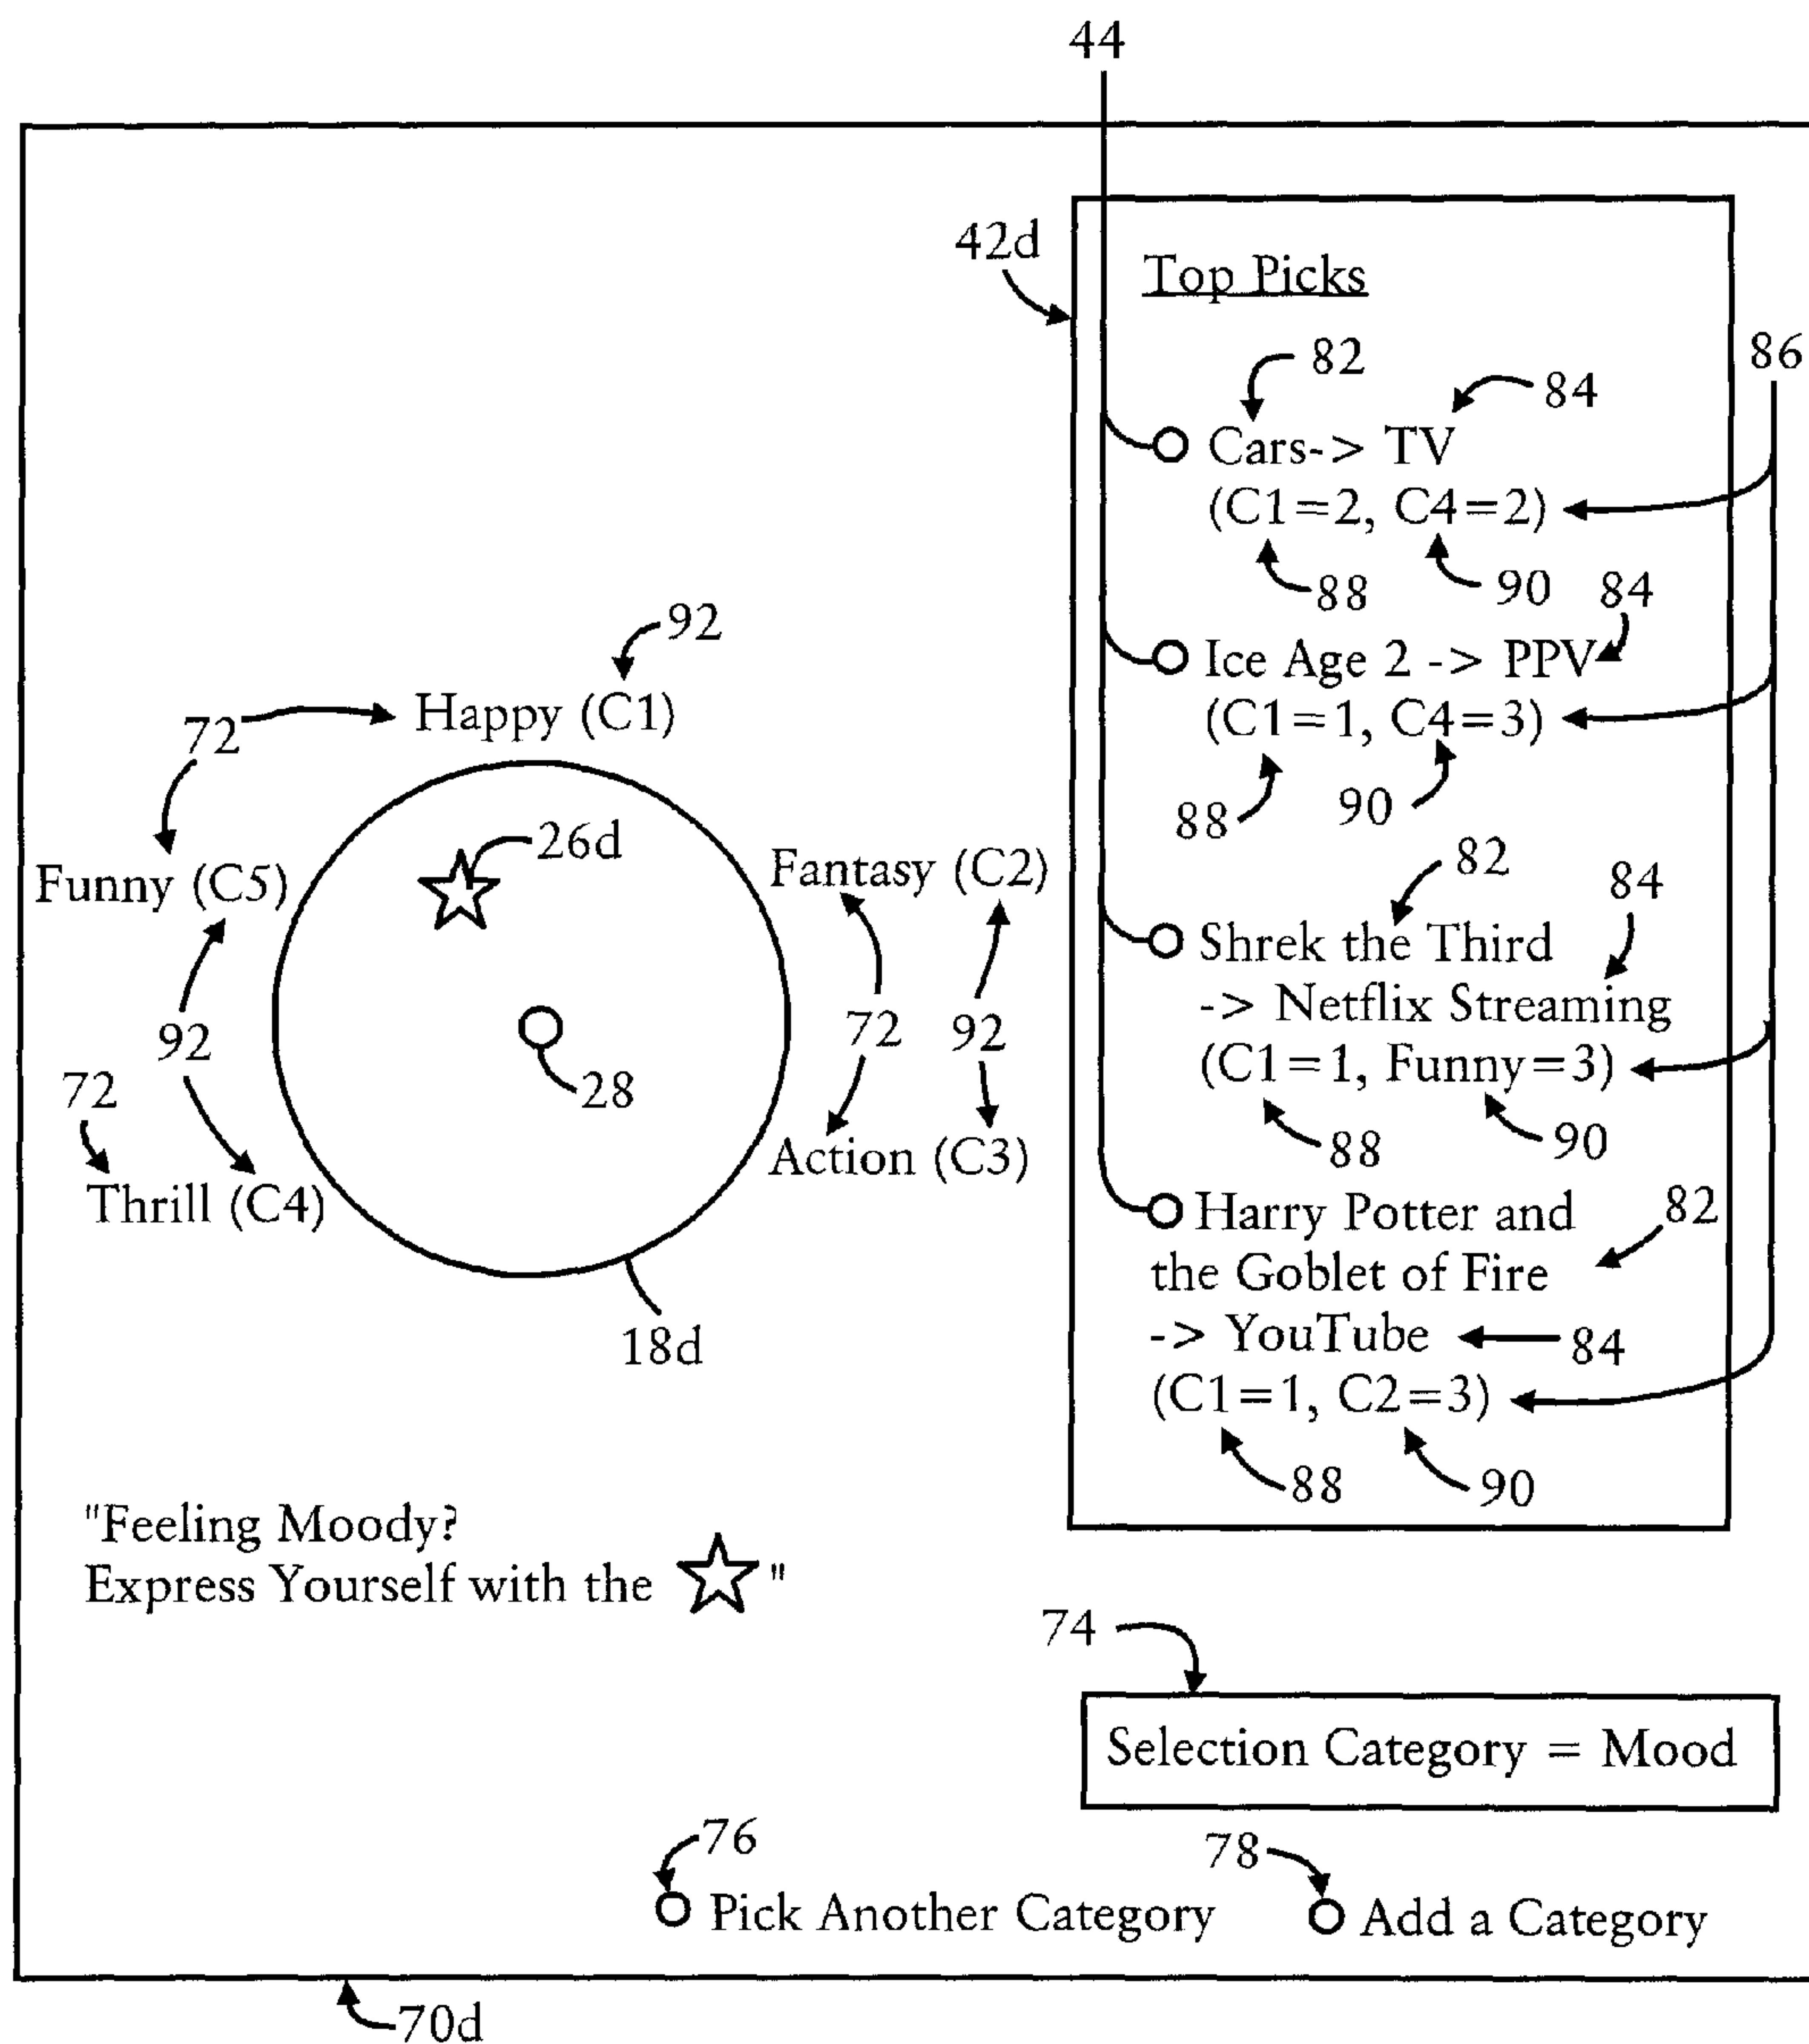 44
42d
Top Picks
82
84
86
Cars-> TV
(C1=2, C4=2)
88
90
84
92
Ice Age 2 -> PPV
(C1=1, C4=3)
72
Happy (C1)
88
90
26d
82
84
Funny (C5)
Fantasy (C2)
Shrek the Third
-> Netflix Streaming
(C1=1, Funny=3)
92
72
92
72
28
88
90
Thrill (C4)
Action (C3)
Harry Potter and
82
the Goblet of Fire
-> YouTube
84
18d
(C1=1, C2=3)
88
90
"Feeling Moody?
Express Yourself with the ☆"
74
Selection Category = Mood
76
78
Pick Another Category
Add a Category
70d